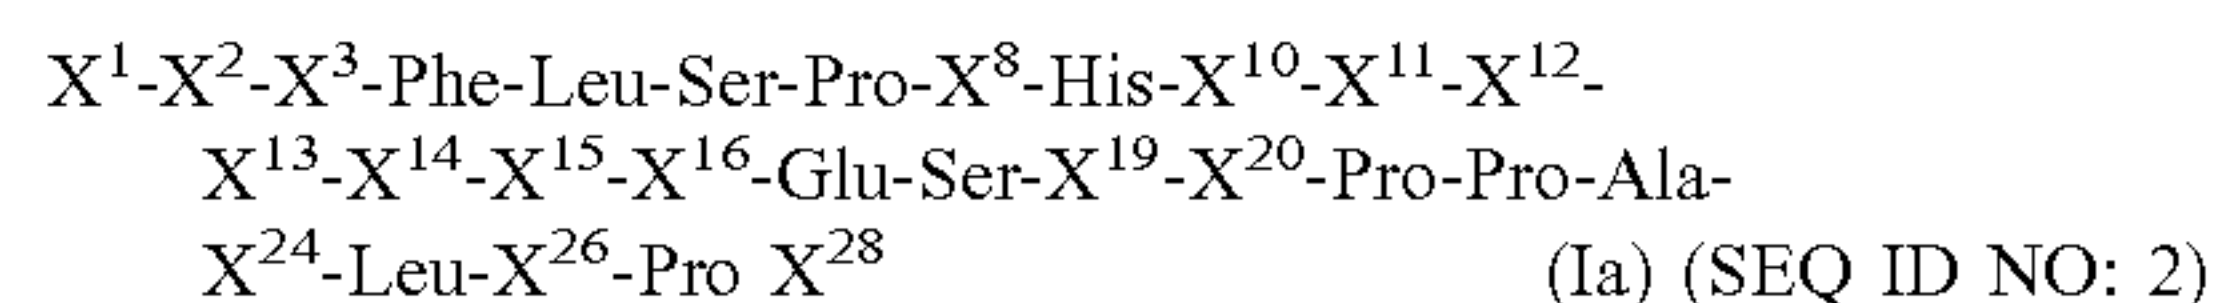 X¹-X²-X³-Phe-Leu-Ser-Pro-X⁸-His-X¹⁰-X¹¹-X¹²-
X¹³-X¹⁴-X¹⁵-X¹⁶-Glu-Ser-X¹⁹-X²⁰-Pro-Pro-Ala-
X²⁴-Leu-X²⁶-Pro X²⁸ (Ia) (SEQ ID NO: 2)